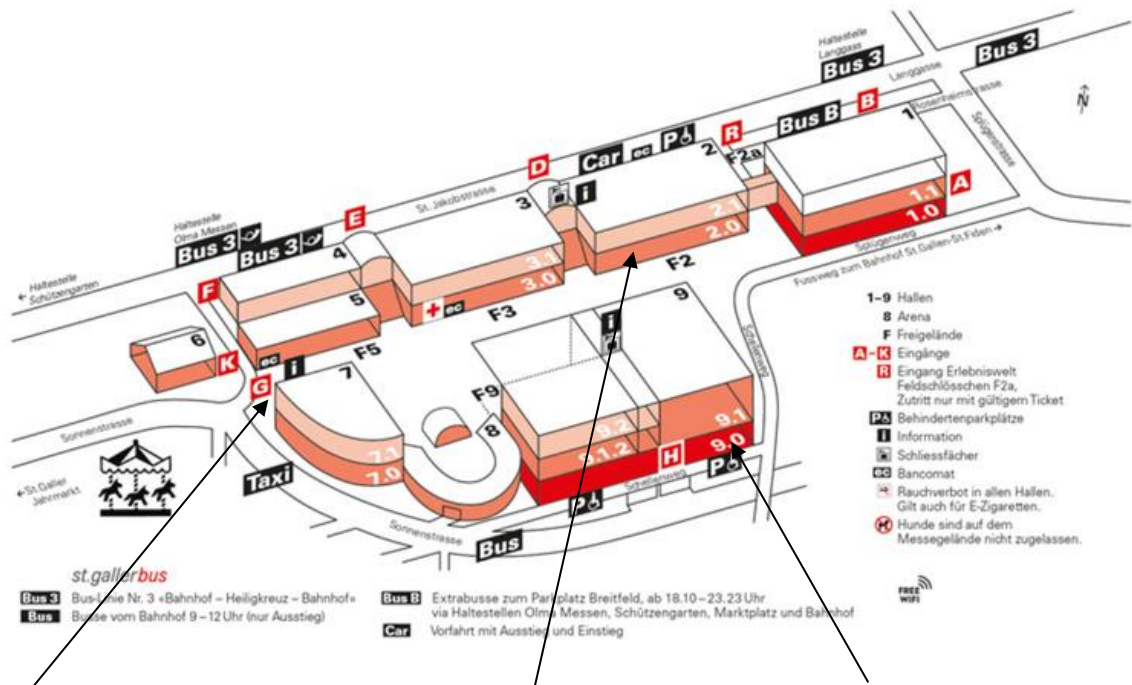 Haltestelle
Langgass
Bus 3
Bus 3
Langgasse
N
B
Rosenheimstrasse
Splügenstrasse
Bus B
1
R
P
F2a
Car
ec
D
2
i
A
1.1
1.0
St. Jakobstrasse
3
2.1
2.0
Splügenweg
Fussweg zum Bahnhof St.Gallen-St.Fiden
E
Haltestelle
Olma Messen
Bus 3
Bus 3
4
3.1
3.0
F2
← Haltestelle
Schützengarten
F
5
ec
F3
9
i
6
K
ec
i
F5
G
7
F9
8
Schellenweg
9.2
9.1
9.1.2
9.0
H
P
Schellenweg
P
Sonnenstrasse
7.1
7.0
Taxi
← St.Galler
Jahrmarkt
Sonnenstrasse
Bus
1–9 Hallen
8 Arena
F Freigelände
A-K Eingänge
R Eingang Erlebniswelt
Feldschlösschen F2a,
Zutritt nur mit gültigem Ticket
P Behindertenparkplätze
i Information
Schliessfächer
ec Bancomat
Rauchverbot in allen Hallen.
Gilt auch für E-Zigaretten.
Hunde sind auf dem
Messegelände nicht zugelassen.
FREE
WIFI
st.gallerbus
Bus 3 Bus-Linie Nr. 3 «Bahnhof – Heiligkreuz – Bahnhof»
Bus Busse vom Bahnhof 9 – 12 Uhr (nur Ausstieg)
Bus B Extrabusse zum Parkplatz Breitfeld, ab 18.10 – 23.23 Uhr
via Haltestellen Olma Messen, Schützengarten, Marktplatz und Bahnhof
Car Vorfahrt mit Ausstieg und Einstieg